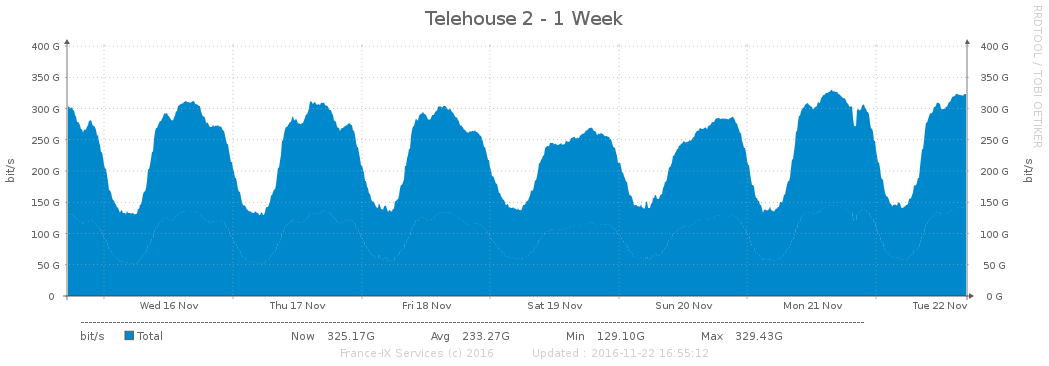 Telehouse 2 - 1 Week
RRDTOOL / TOBI OETIKER
400 G 400 G
350 G 350 G
300 G 300 G
250 G 250 G
200 G 200 G
150 G 150 G
100 G 100 G
50 G 50 G
0 0 G
bit/s bit/s
Wed 16 Nov Thu 17 Nov Fri 18 Nov Sat 19 Nov Sun 20 Nov Mon 21 Nov Tue 22 Nov
bit/s Total Now 325.17G Avg 233.27G Min 129.10G Max 329.43G
France-IX Services (c) 2016 Updated : 2016-11-22 16:55:12